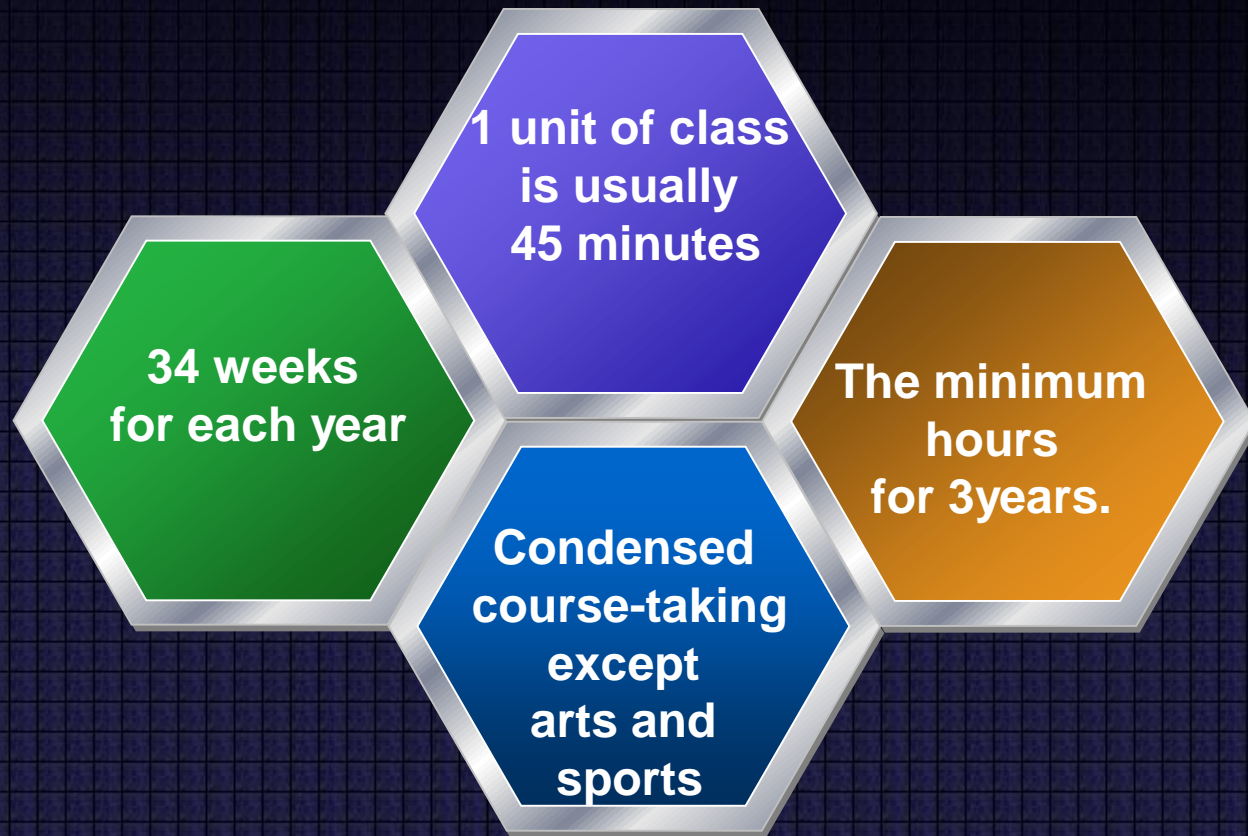 1 unit of class
is usually
45 minutes
34 weeks
for each year
The minimum
hours
for 3years.
Condensed
course-taking
except
arts and
sports